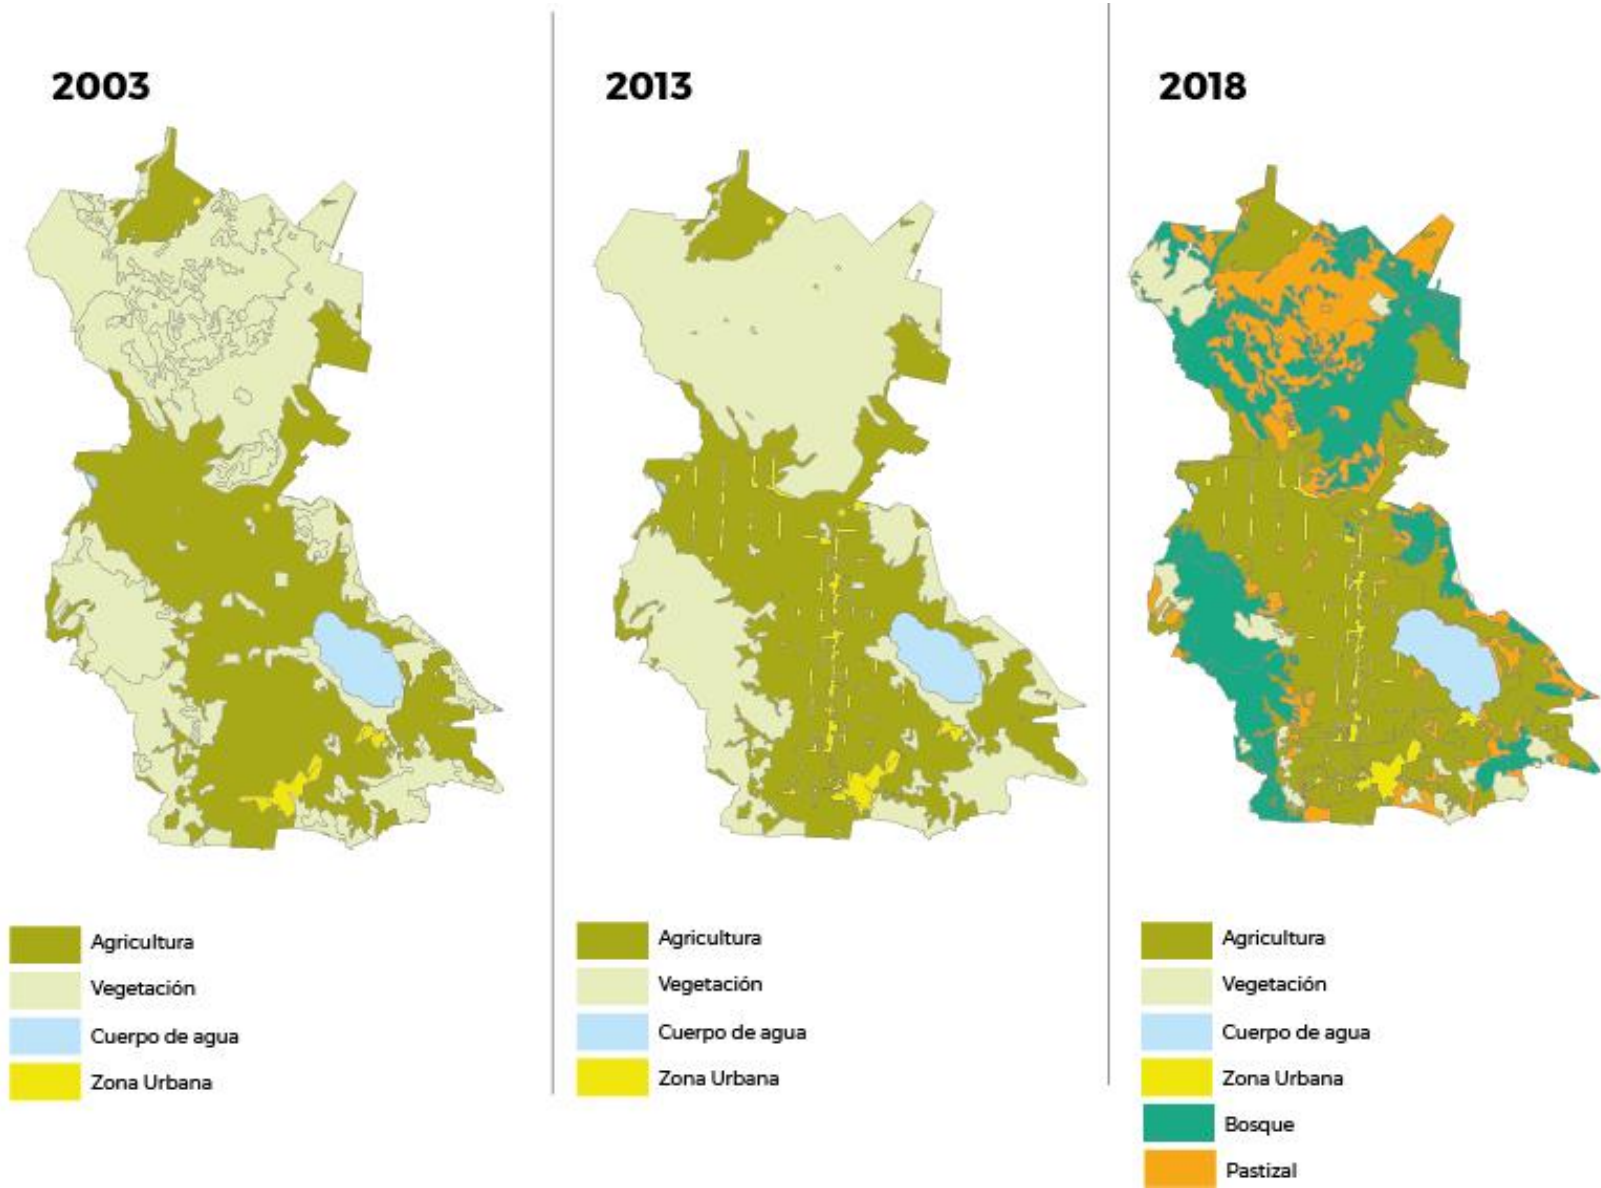 2003
2013
2018
Agricultura
Vegetación
Cuerpo de agua
Zona Urbana
Agricultura
Vegetación
Cuerpo de agua
Zona Urbana
Agricultura
Vegetación
Cuerpo de agua
Zona Urbana
Bosque
Pastizal